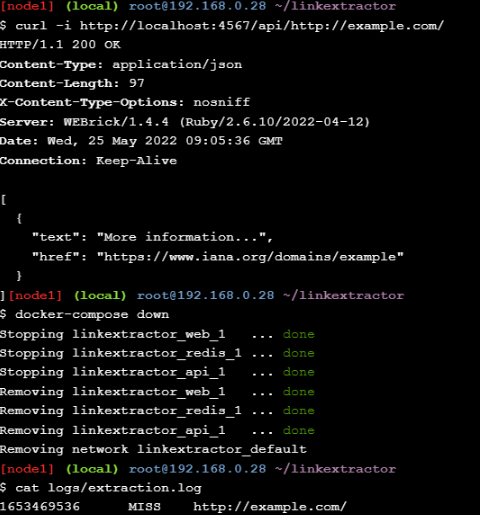 [node1] (local) root@192.168.0.28 ~/linkextractor
$ curl -i http://localhost:4567/api/http://example.com/
HTTP/1.1 200 OK
Content-Type: application/json
Content-Length: 97
X-Content-Type-Options: nosniff
Server: WEBrick/1.4.4 (Ruby/2.6.10/2022-04-12)
Date: Wed, 25 May 2022 09:05:36 GMT
Connection: Keep-Alive
[
{
"text": "More information...",
"href": "https://www.iana.org/domains/example"
}
][node1] (local) root@192.168.0.28 ~/linkextractor
$ docker-compose down
Stopping linkextractor_web_1 ... done
Stopping linkextractor_redis_1 ... done
Stopping linkextractor_api_1 ... done
Removing linkextractor_web_1 ... done
Removing linkextractor_redis_1 ... done
Removing linkextractor_api_1 ... done
Removing network linkextractor_default
[node1] (local) root@192.168.0.28 ~/linkextractor
$ cat logs/extraction.log
1653469536 MISS http://example.com/